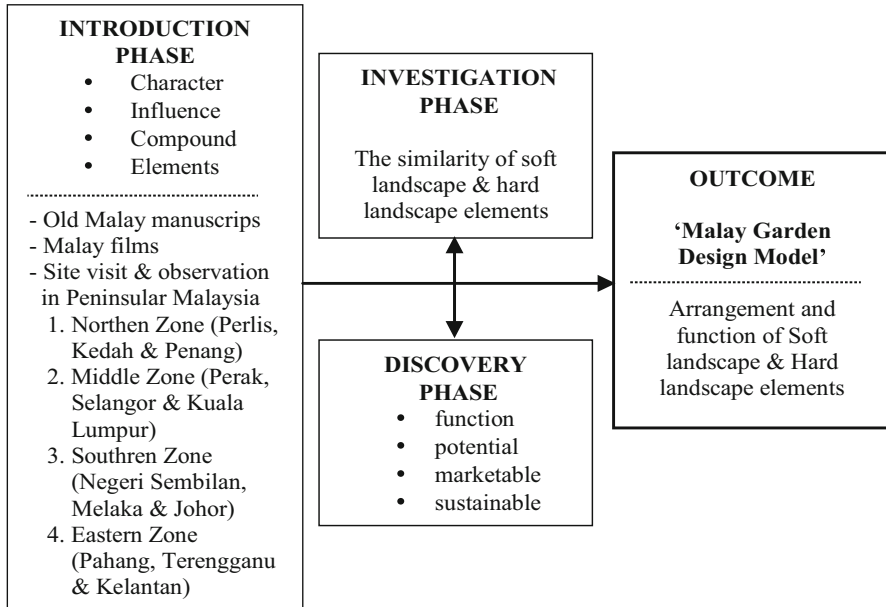 INTRODUCTION
PHASE
• Character
• Influence
• Compound
• Elements
- Old Malay manuscrips
- Malay films
- Site visit & observation
in Peninsular Malaysia
1. Northen Zone (Perlis,
Kedah & Penang)
2. Middle Zone (Perak,
Selangor & Kuala
Lumpur)
3. Southren Zone
(Negeri Sembilan,
Melaka & Johor)
4. Eastern Zone
(Pahang, Terengganu
& Kelantan)
INVESTIGATION
PHASE
The similarity of soft
landscape & hard
landscape elements
DISCOVERY
PHASE
• function
• potential
• marketable
• sustainable
OUTCOME
‘Malay Garden
Design Model’
Arrangement and
function of Soft
landscape & Hard
landscape elements